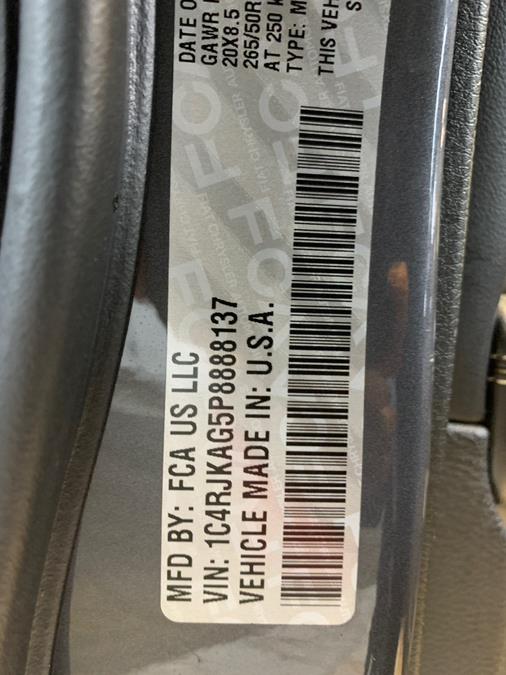 DATE O
GAWR
20X8.5
265/50R
AT 250 K
TYPE: M
THIS VEH
S
MFD BY: FCA US LLC
VIN: 1C4RJKAG5P8888137
VEHICLE MADE IN: U.S.A.